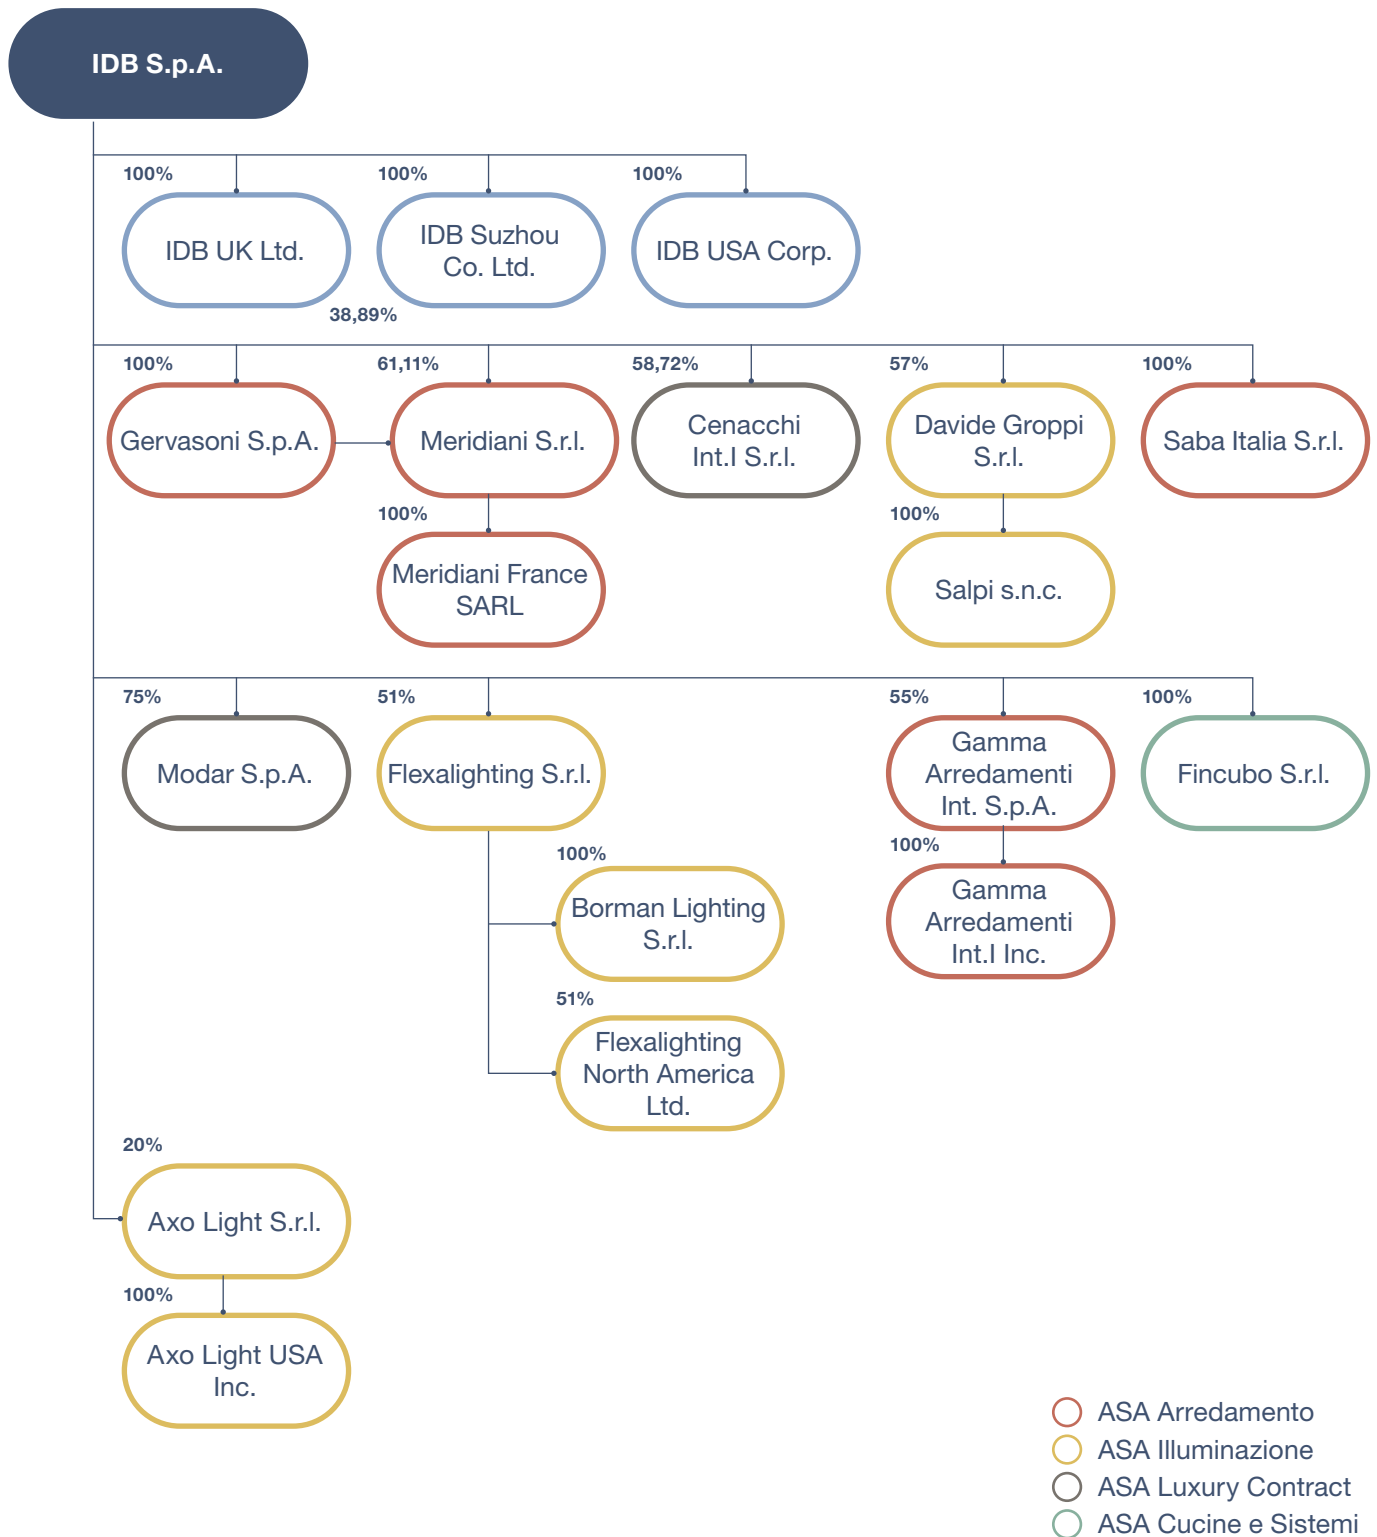 IDB S.p.A.
100%
100%
100%
IDB UK Ltd.
IDB Suzhou
Co. Ltd.
IDB USA Corp.
38,89%
100%
61,11%
58,72%
57%
100%
Gervasoni S.p.A.
Meridiani S.r.l.
Cenacchi
Int.I S.r.l.
Davide Groppi
S.r.l.
Saba Italia S.r.l.
100%
100%
Meridiani France
SARL
Salpi s.n.c.
75%
51%
55%
100%
Modar S.p.A.
Flexalighting S.r.l.
Gamma
Arredamenti
Int. S.p.A.
Fincubo S.r.l.
100%
100%
Borman Lighting
S.r.l.
Gamma
Arredamenti
Int.I Inc.
51%
Flexalighting
North America
Ltd.
20%
Axo Light S.r.l.
100%
Axo Light USA
Inc.
ASA Arredamento
ASA Illuminazione
ASA Luxury Contract
ASA Cucine e Sistemi